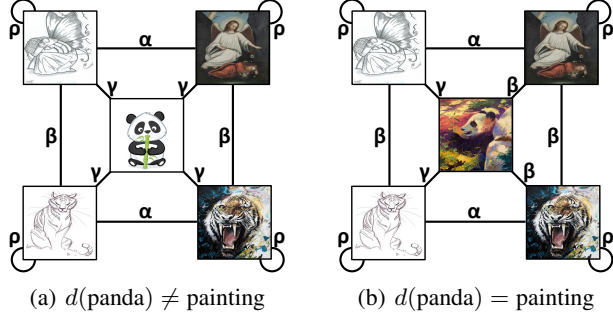 ρ ρ ρ ρ
α α
γ γ γ β
β β β β
γ γ γ β
ρ α ρ ρ α ρ
(a) d(panda) ≠ painting (b) d(panda) = painting